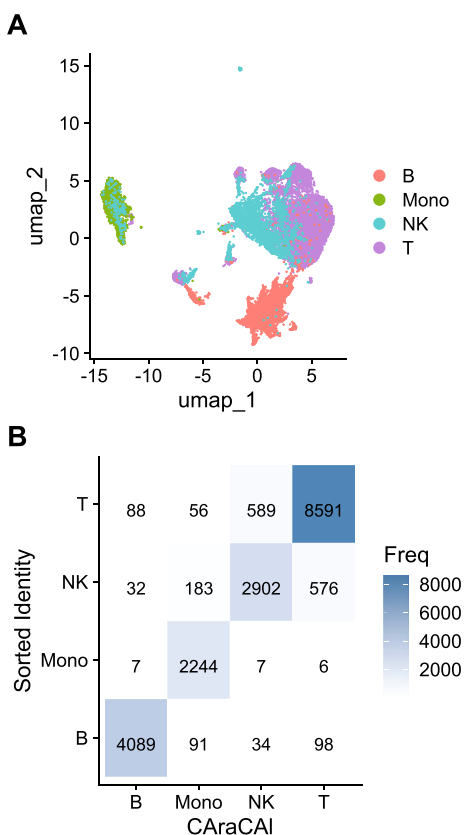 A
15
10
5
0
-5
-10
umap_2
-15 -10 -5 0 5
umap_1
B
Mono
NK
T
B
Sorted Identity
T 88 56 589 8591
NK 32 183 2902 576
Mono 7 2244 7 6
B 4089 91 34 98
B Mono NK T
CAraCAl
Freq
8000
6000
4000
2000